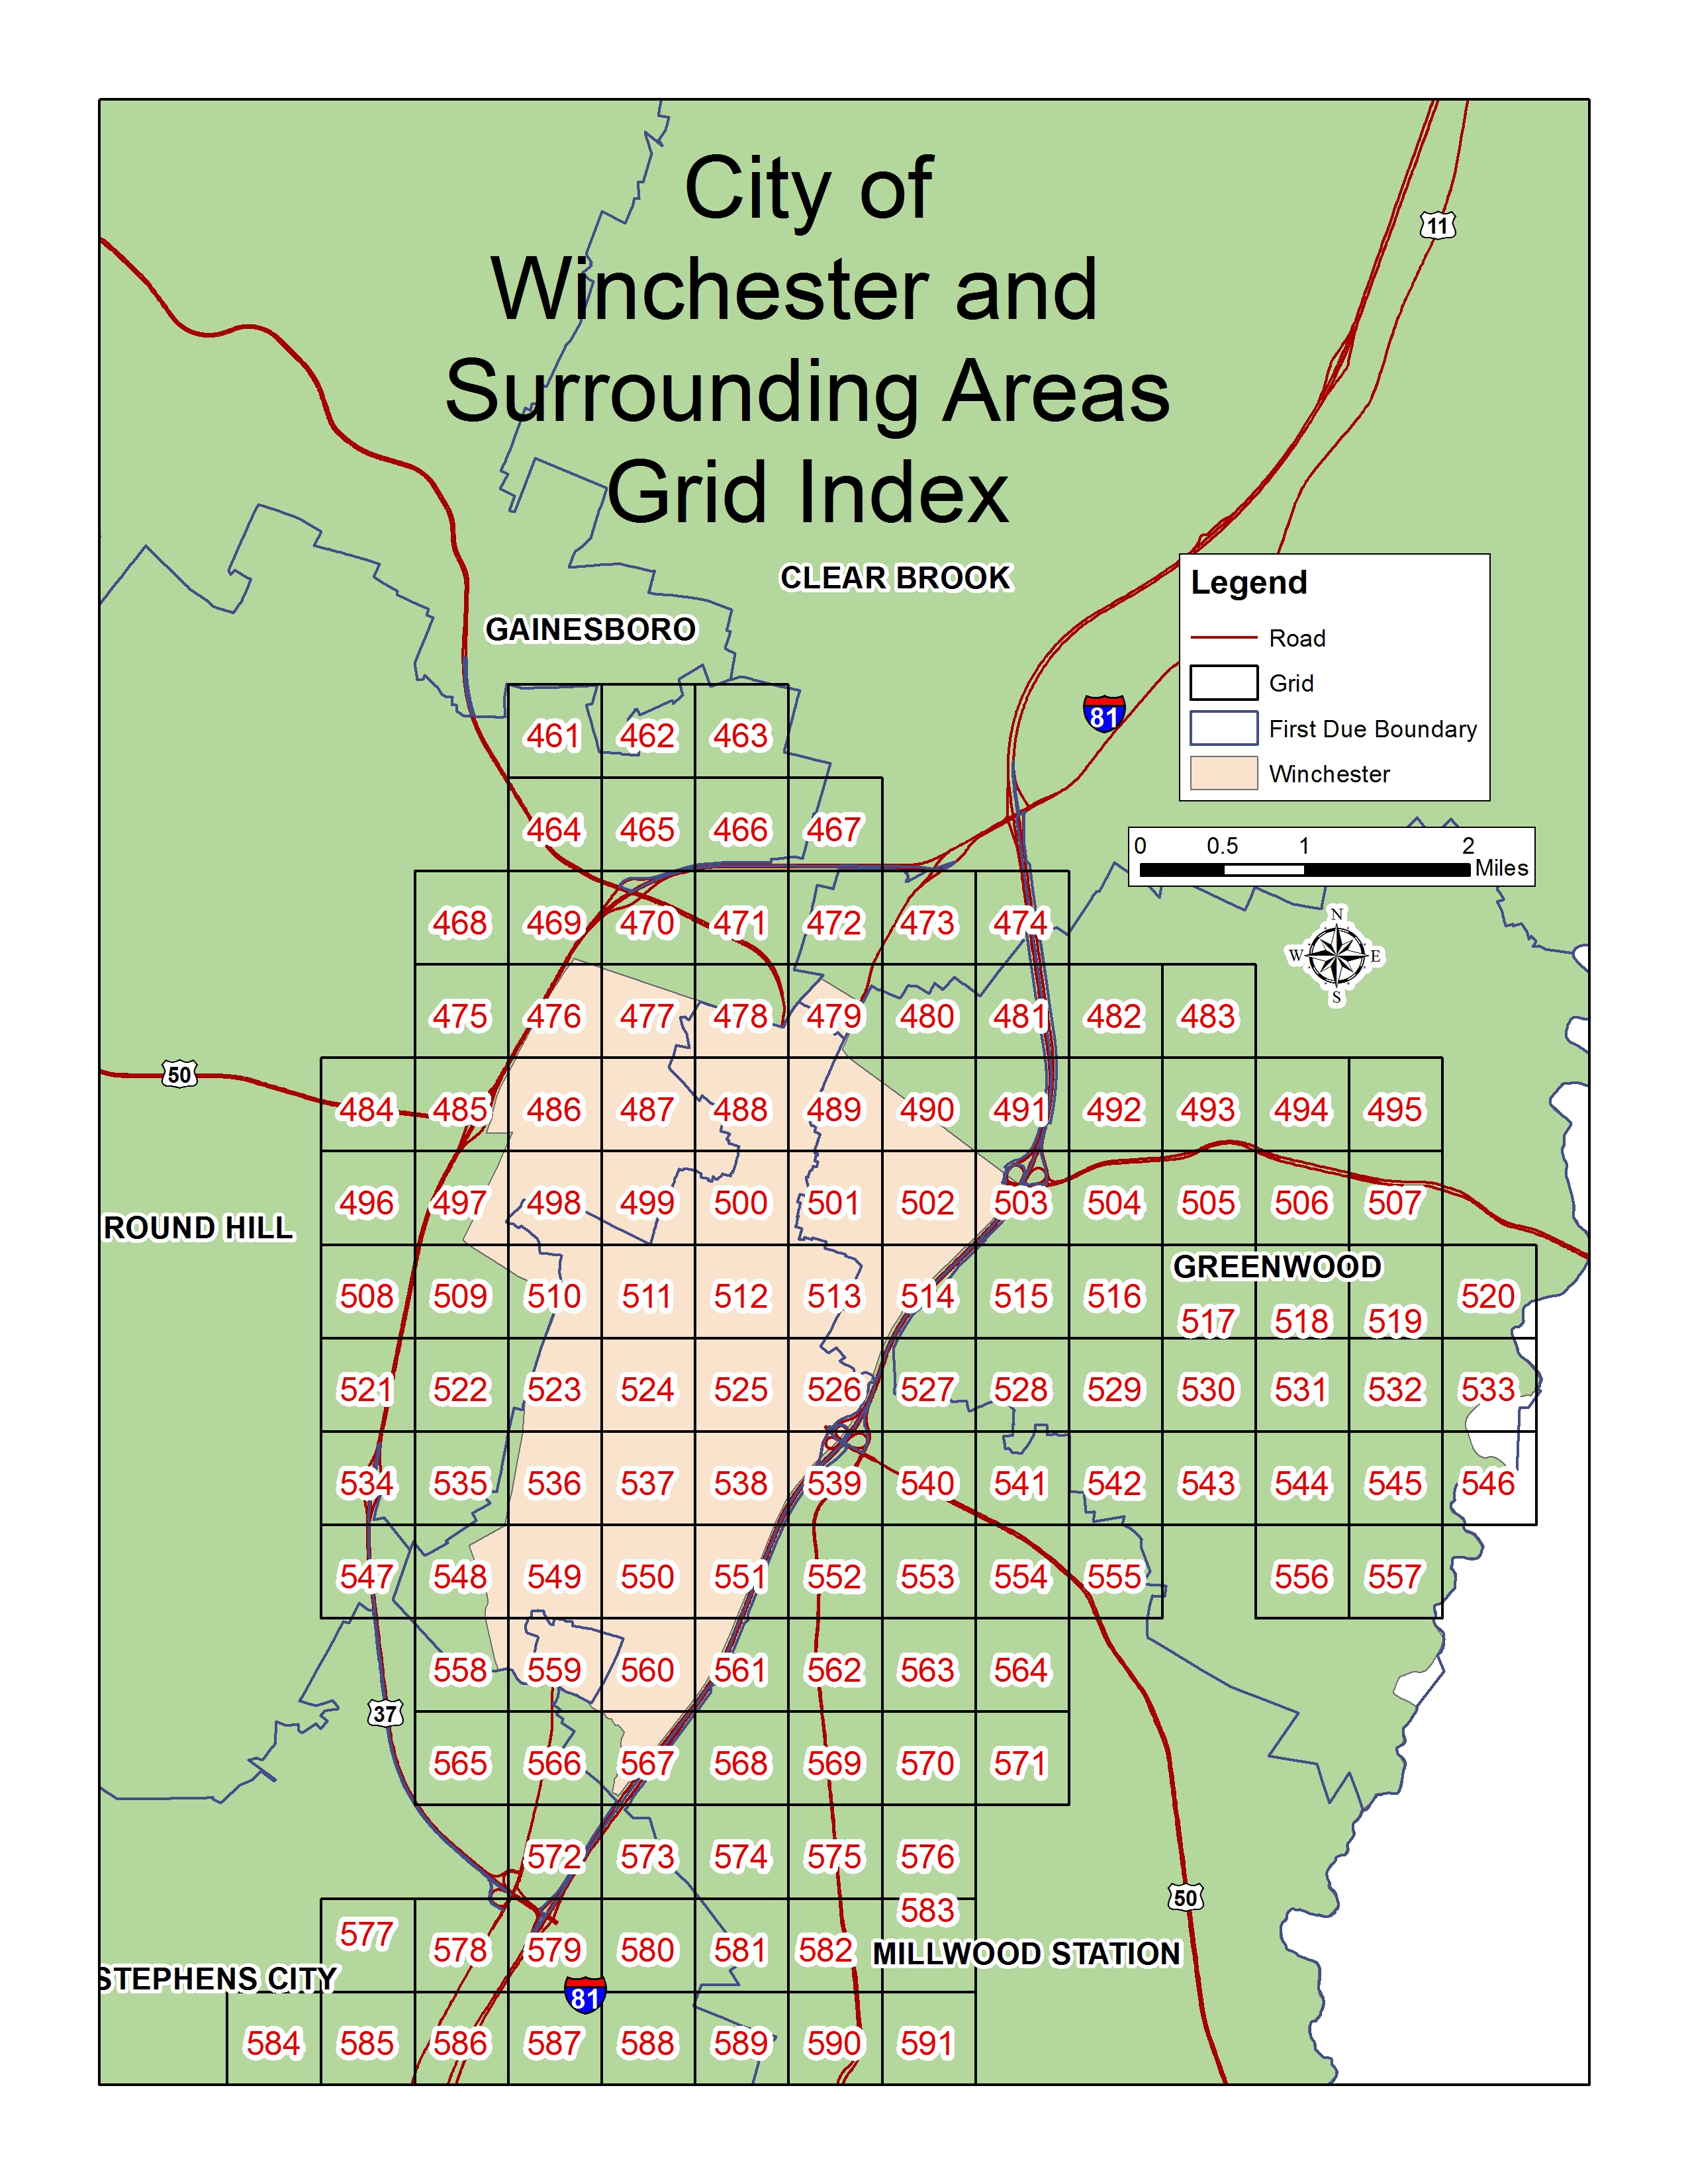 City of
Winchester and
Surrounding Areas
Grid Index
11
CLEAR BROOK
GAINESBORO
Legend
Road
Grid
First Due Boundary
Winchester
81
0 0.5 1 2
Miles
N
W E
S
461 462 463
464 465 466 467
468 469 470 471 472 473 474
475 476 477 478 479 480 481 482 483
50
484 485 486 487 488 489 490 491 492 493 494 495
496 497 498 499 500 501 502 503 504 505 506 507
ROUND HILL
GREENWOOD
508 509 510 511 512 513 514 515 516 517 518 519 520
521 522 523 524 525 526 527 528 529 530 531 532 533
534 535 536 537 538 539 540 541 542 543 544 545 546
547 548 549 550 551 552 553 554 555 556 557
558 559 560 561 562 563 564
37
565 566 567 568 569 570 571
572 573 574 575 576
50
577 578 579 580 581 582 583
MILLWOOD STATION
STEPHENS CITY
81
584 585 586 587 588 589 590 591